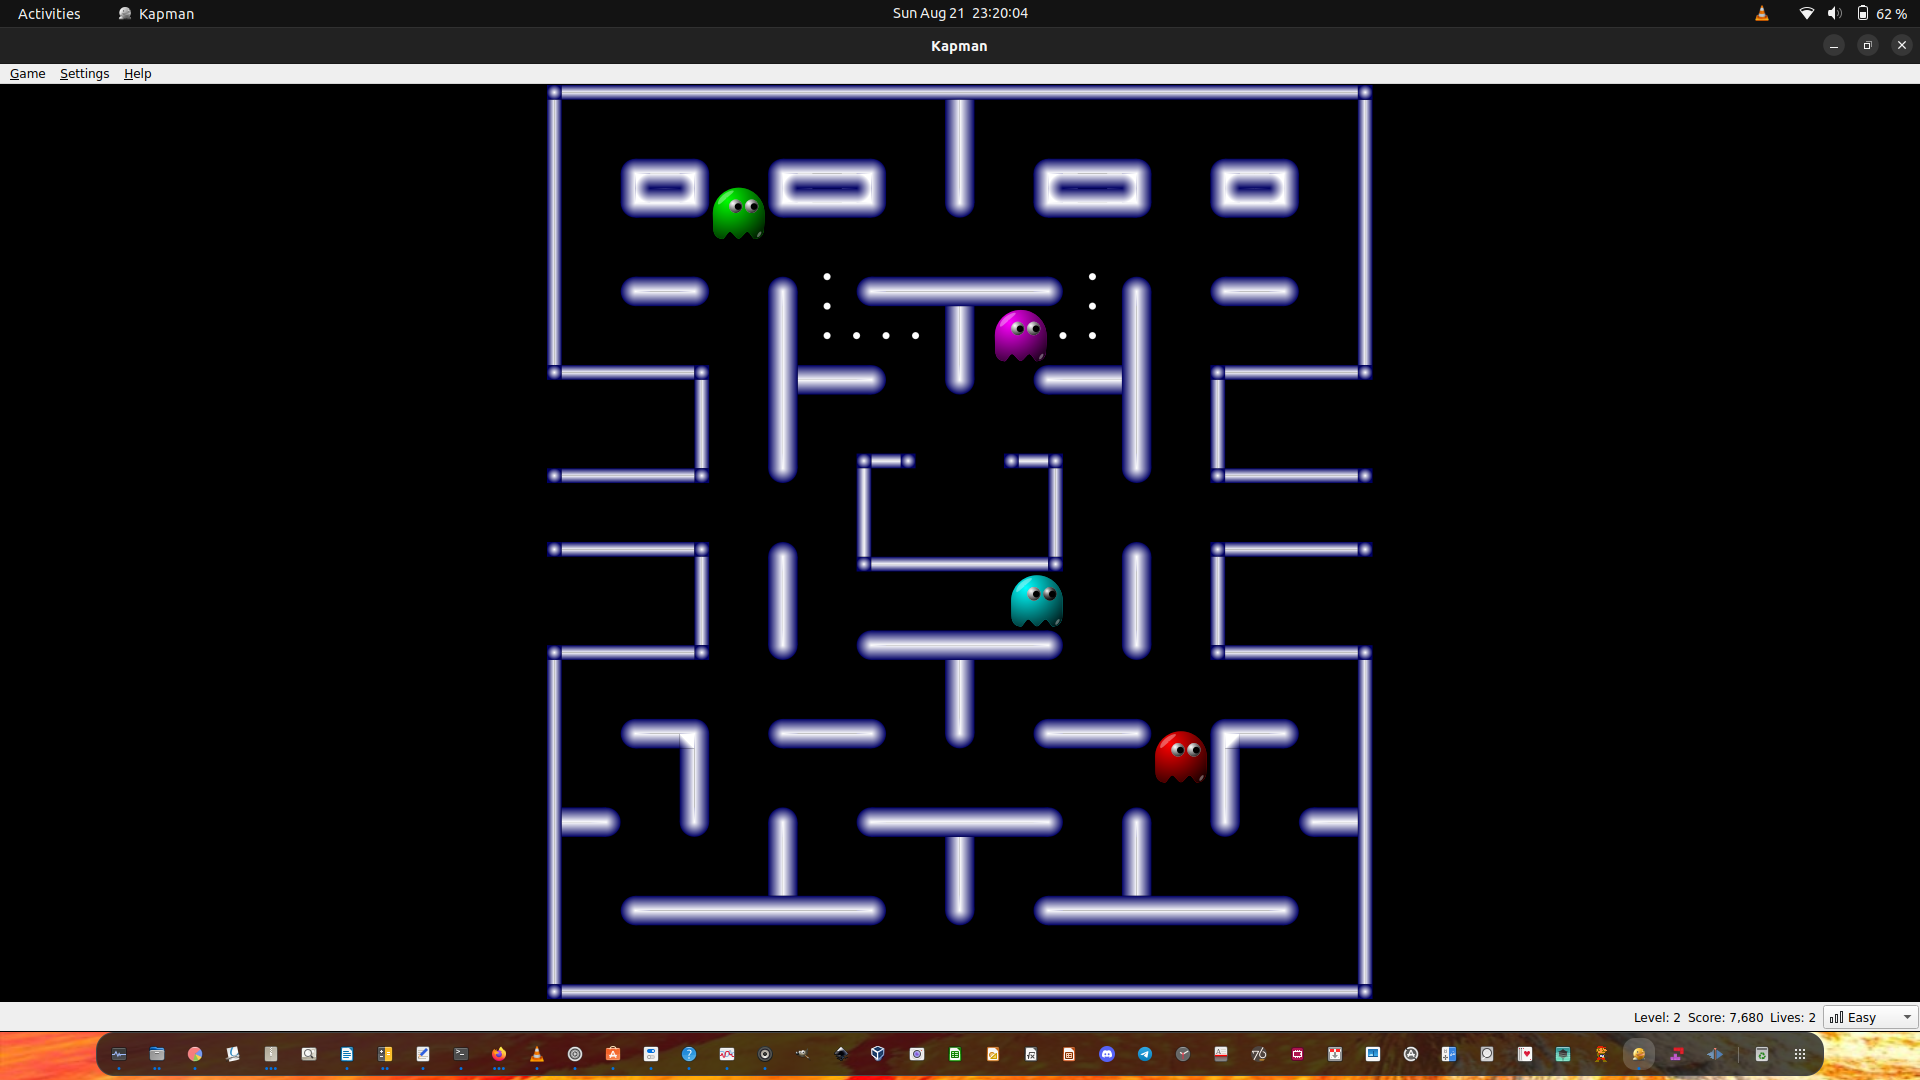 Activities Kapman Sun Aug 21 23:20:04 62 %
Kapman
Game Settings Help
Level: 2 Score: 7,680 Lives: 2 Easy